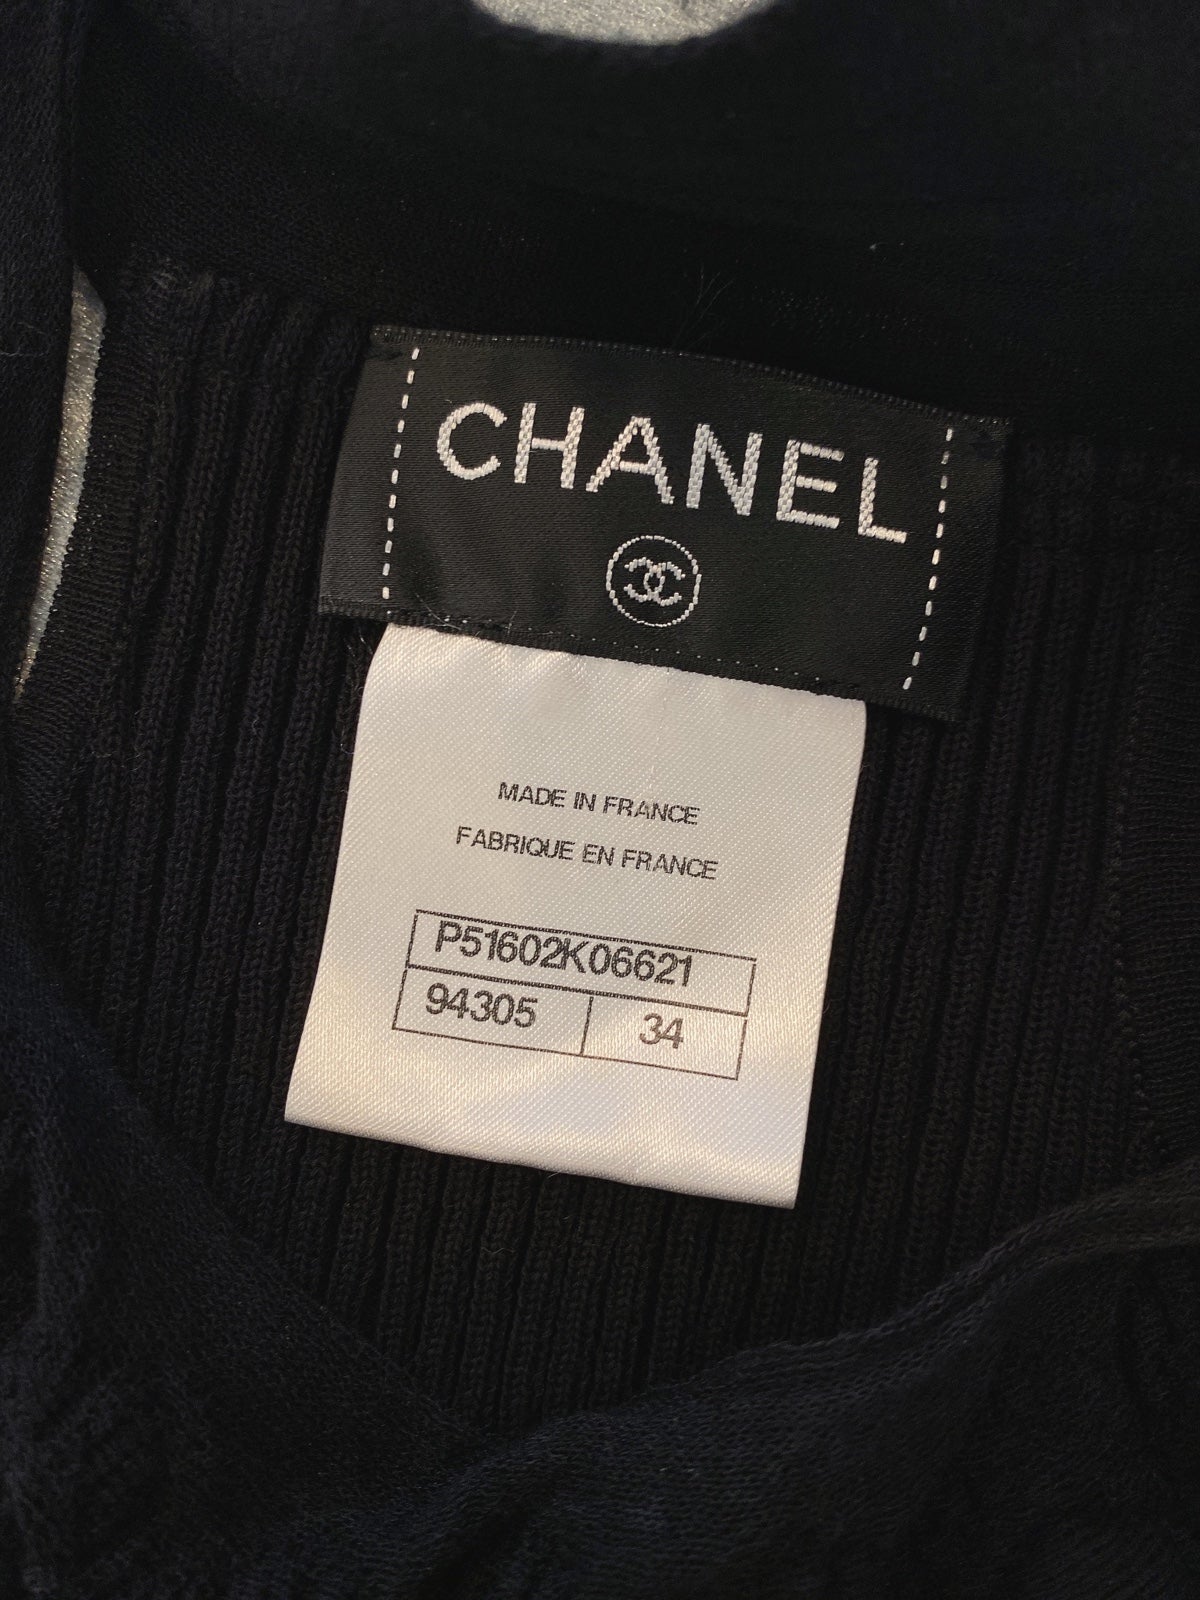 CHANEL
MADE IN FRANCE
FABRIQUE EN FRANCE
P51602K06621
94305 34